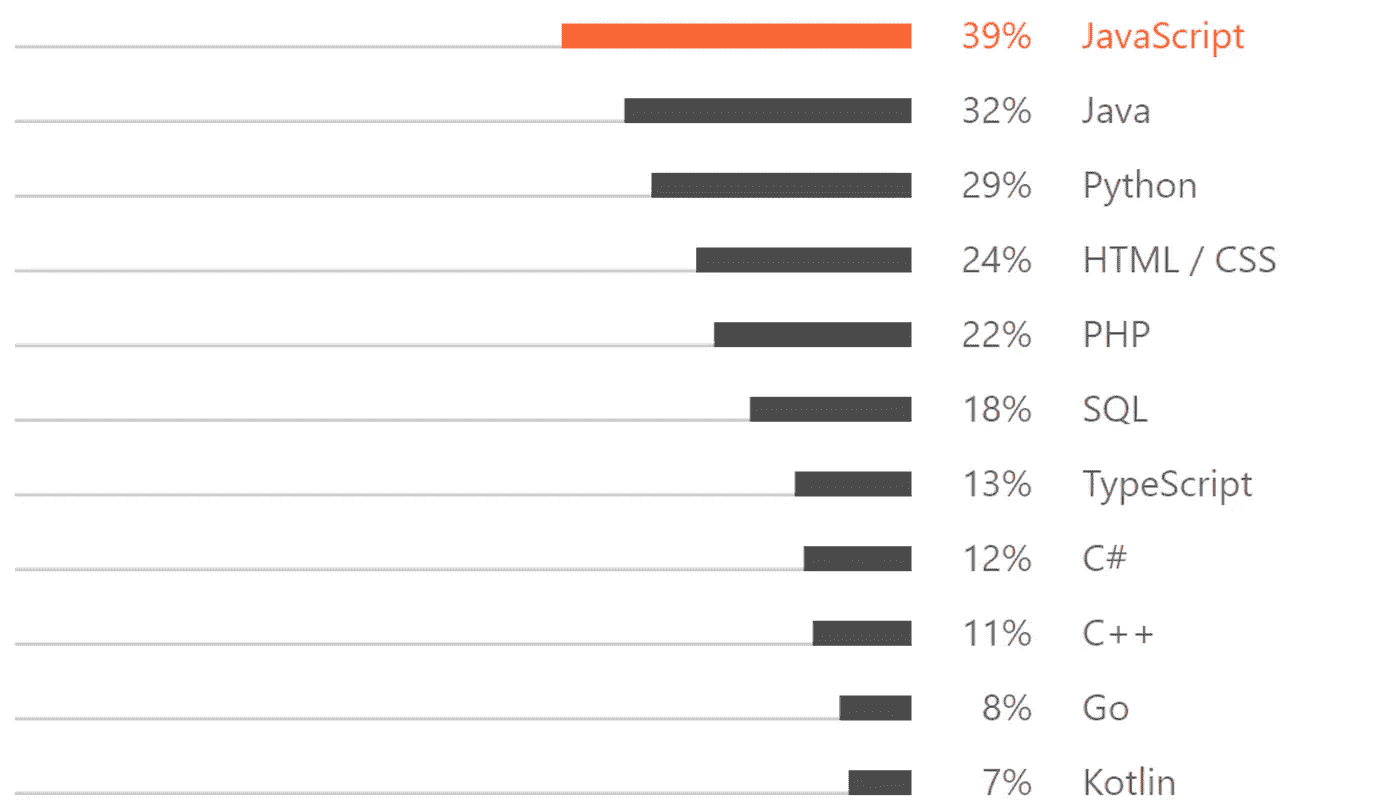 39% JavaScript
32% Java
29% Python
24% HTML / CSS
22% PHP
18% SQL
13% TypeScript
12% C#
11% C++
8% Go
7% Kotlin